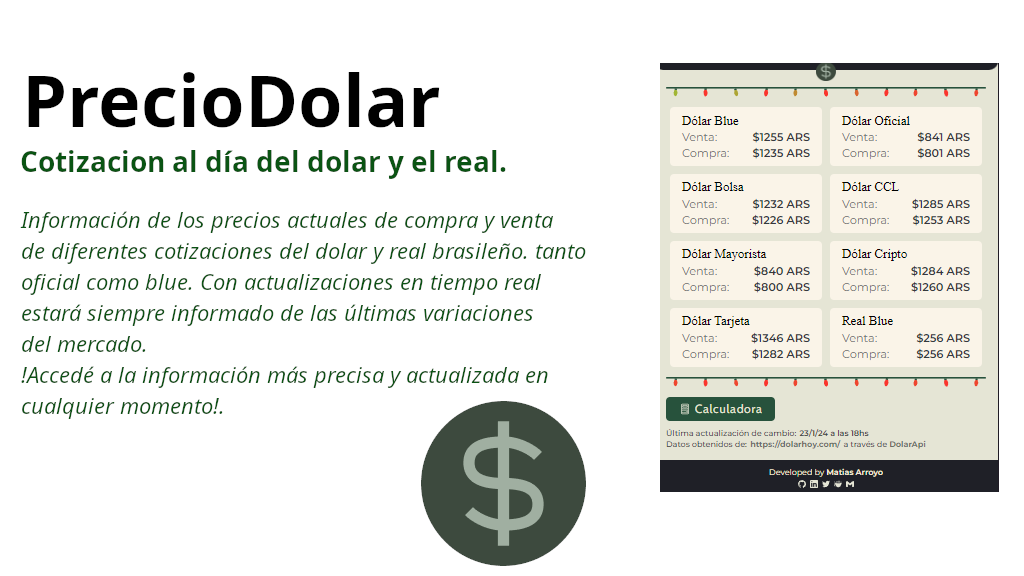 PrecioDolar
Cotizacion al día del dolar y el real.
Información de los precios actuales de compra y venta
de diferentes cotizaciones del dolar y real brasileño. tanto
oficial como blue. Con actualizaciones en tiempo real
estará siempre informado de las últimas variaciones
del mercado.
!Accedé a la información más precisa y actualizada en
cualquier momento!.
$
$
Dólar Blue
Venta: $1255 ARS
Compra: $1235 ARS
Dólar Oficial
Venta: $841 ARS
Compra: $801 ARS
Dólar Bolsa
Venta: $1232 ARS
Compra: $1226 ARS
Dólar CCL
Venta: $1285 ARS
Compra: $1253 ARS
Dólar Mayorista
Venta: $840 ARS
Compra: $800 ARS
Dólar Cripto
Venta: $1284 ARS
Compra: $1260 ARS
Dólar Tarjeta
Venta: $1346 ARS
Compra: $1282 ARS
Real Blue
Venta: $256 ARS
Compra: $256 ARS
Calculadora
Última actualización de cambio: 23/1/24 a las 18hs
Datos obtenidos de: https://dolarhoy.com/ a través de DolarApi
Developed by Matias Arroyo